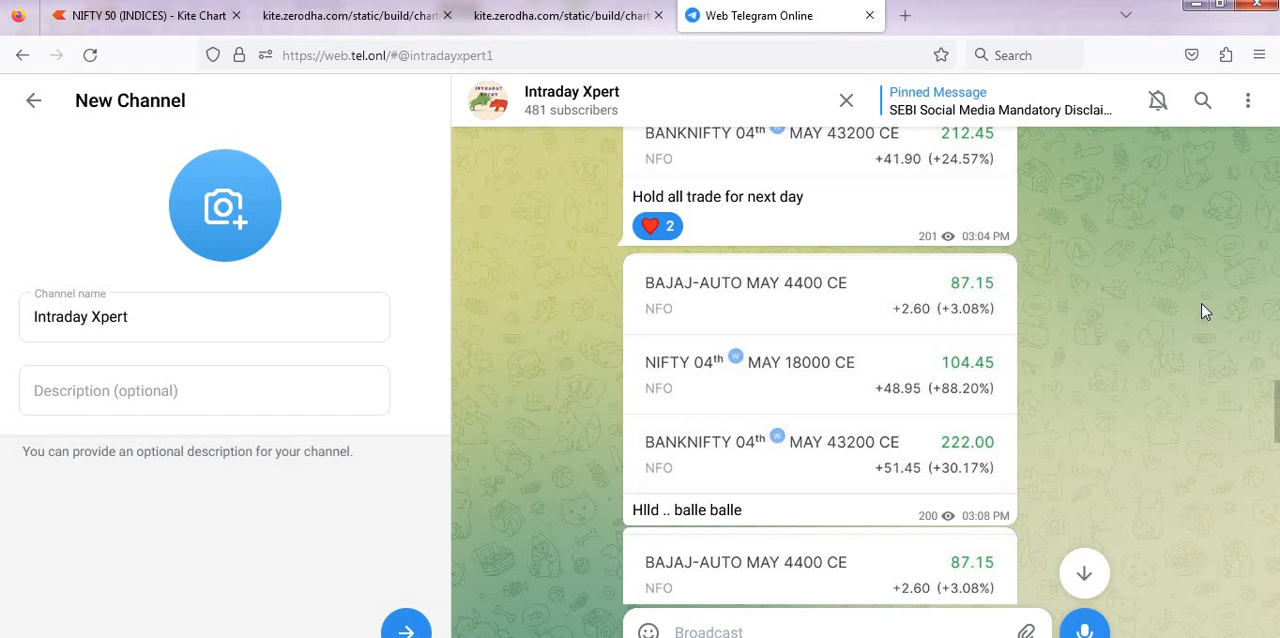 NIFTY 50 (INDICES) - Kite Chart
kite.zerodha.com/static/build/char
kite.zerodha.com/static/build/char
Web Telegram Online
https://web.tel.onl/#@intradayxpert1
Search
New Channel
Channel name
Intraday Xpert
Description (optional)
You can provide an optional description for your channel.
Intraday Xpert
481 subscribers
Pinned Message
SEBI Social Media Mandatory Disclai...
BANKNIFTY 04th W MAY 43200 CE 212.45
NFO +41.90 (+24.57%)
Hold all trade for next day
2
201 03:04 PM
BAJAJ-AUTO MAY 4400 CE 87.15
NFO +2.60 (+3.08%)
NIFTY 04th W MAY 18000 CE 104.45
NFO +48.95 (+88.20%)
BANKNIFTY 04th W MAY 43200 CE 222.00
NFO +51.45 (+30.17%)
Hlld .. balle balle
200 03:08 PM
BAJAJ-AUTO MAY 4400 CE 87.15
NFO +2.60 (+3.08%)
Broadcast